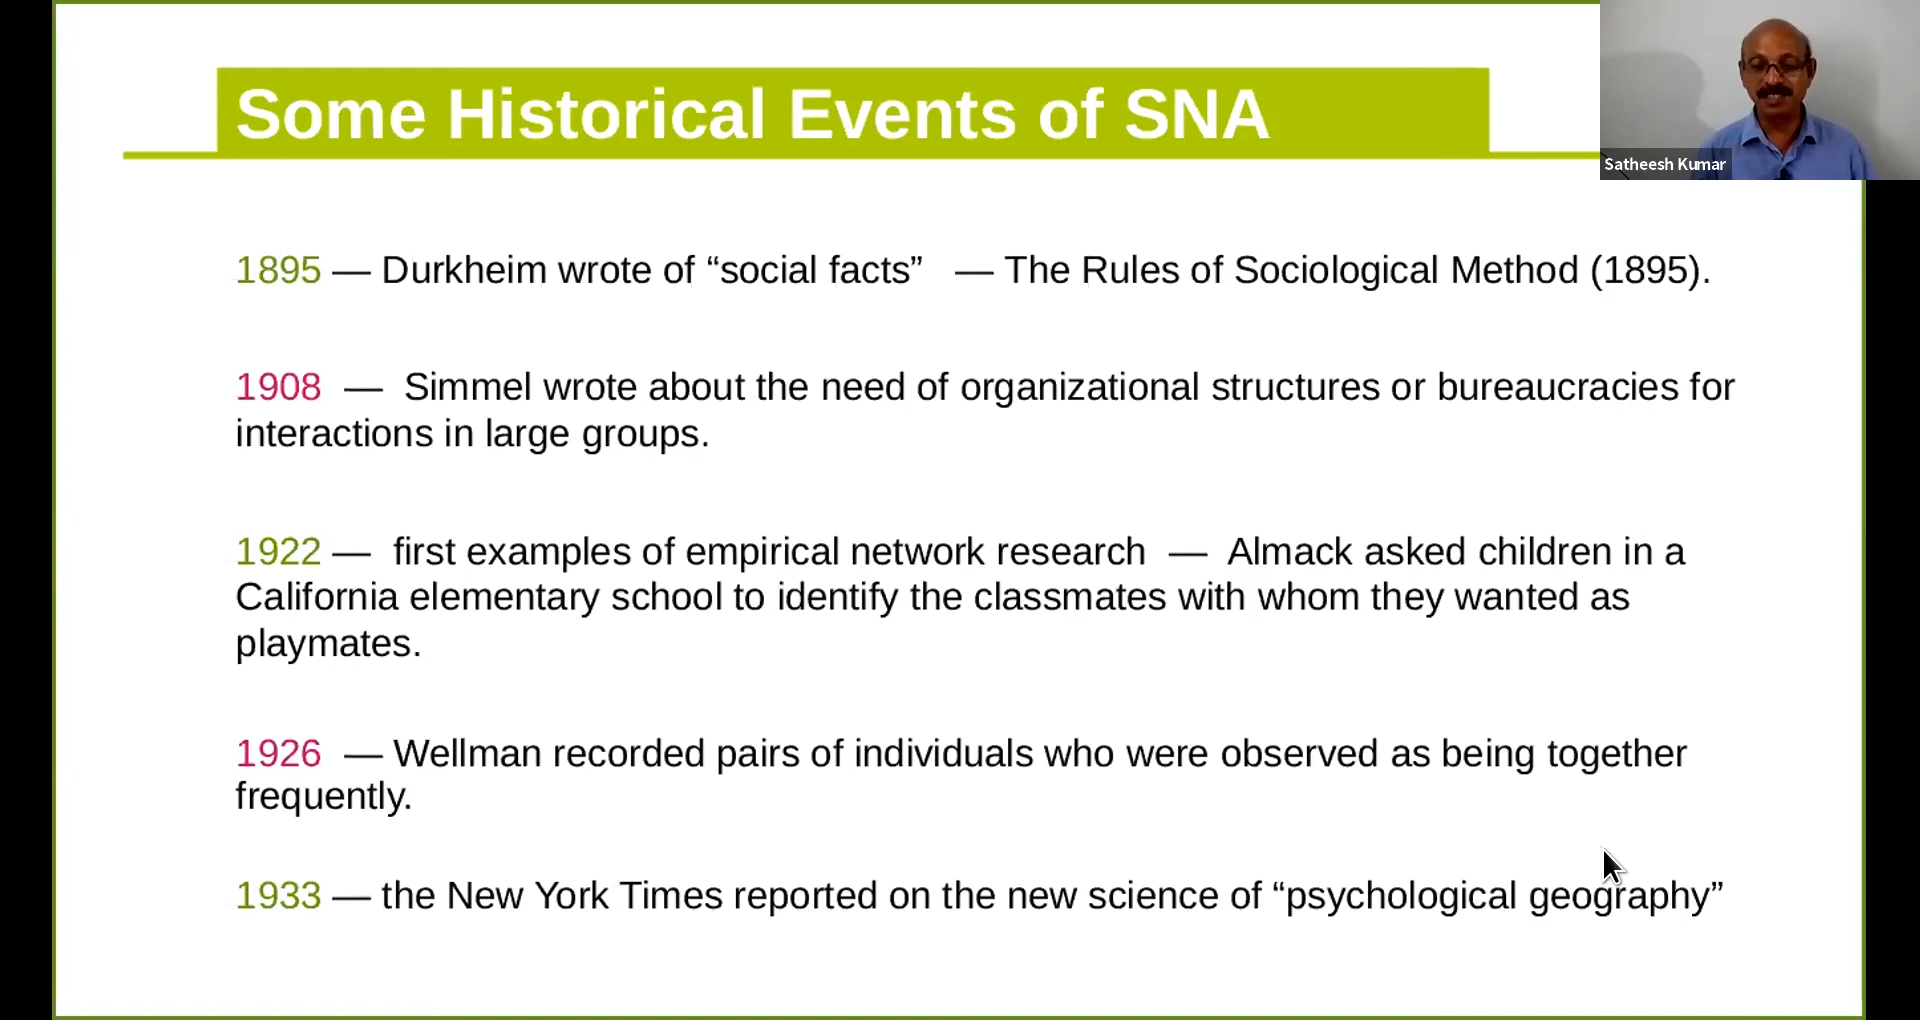 Some Historical Events of SNA
Satheesh Kumar
1895 — Durkheim wrote of “social facts” — The Rules of Sociological Method (1895).
1908 — Simmel wrote about the need of organizational structures or bureaucracies for
interactions in large groups.
1922 — first examples of empirical network research — Almack asked children in a
California elementary school to identify the classmates with whom they wanted as
playmates.
1926 — Wellman recorded pairs of individuals who were observed as being together
frequently.
1933 — the New York Times reported on the new science of “psychological geography”